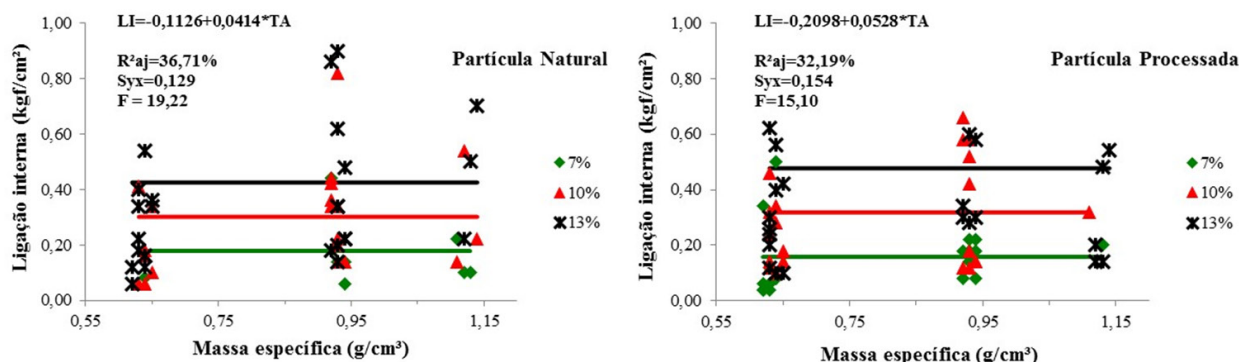 LI=-0,1126+0,0414*TA
R²aj=36,71%
Syx=0,129
F = 19,22
Partícula Natural
Ligação interna (kgf/cm²)
1,00
0,80
0,60
0,40
0,20
0,00
0,55
0,75
0,95
1,15
Massa específica (g/cm³)
7%
10%
13%
LI=-0,2098+0,0528*TA
R²aj=32,19%
Syx=0,154
F=15,10
Partícula Processada
Ligação interna (kgf/cm²)
1,00
0,80
0,60
0,40
0,20
0,00
0,55
0,75
0,95
1,15
Massa específica (g/cm³)
7%
10%
13%